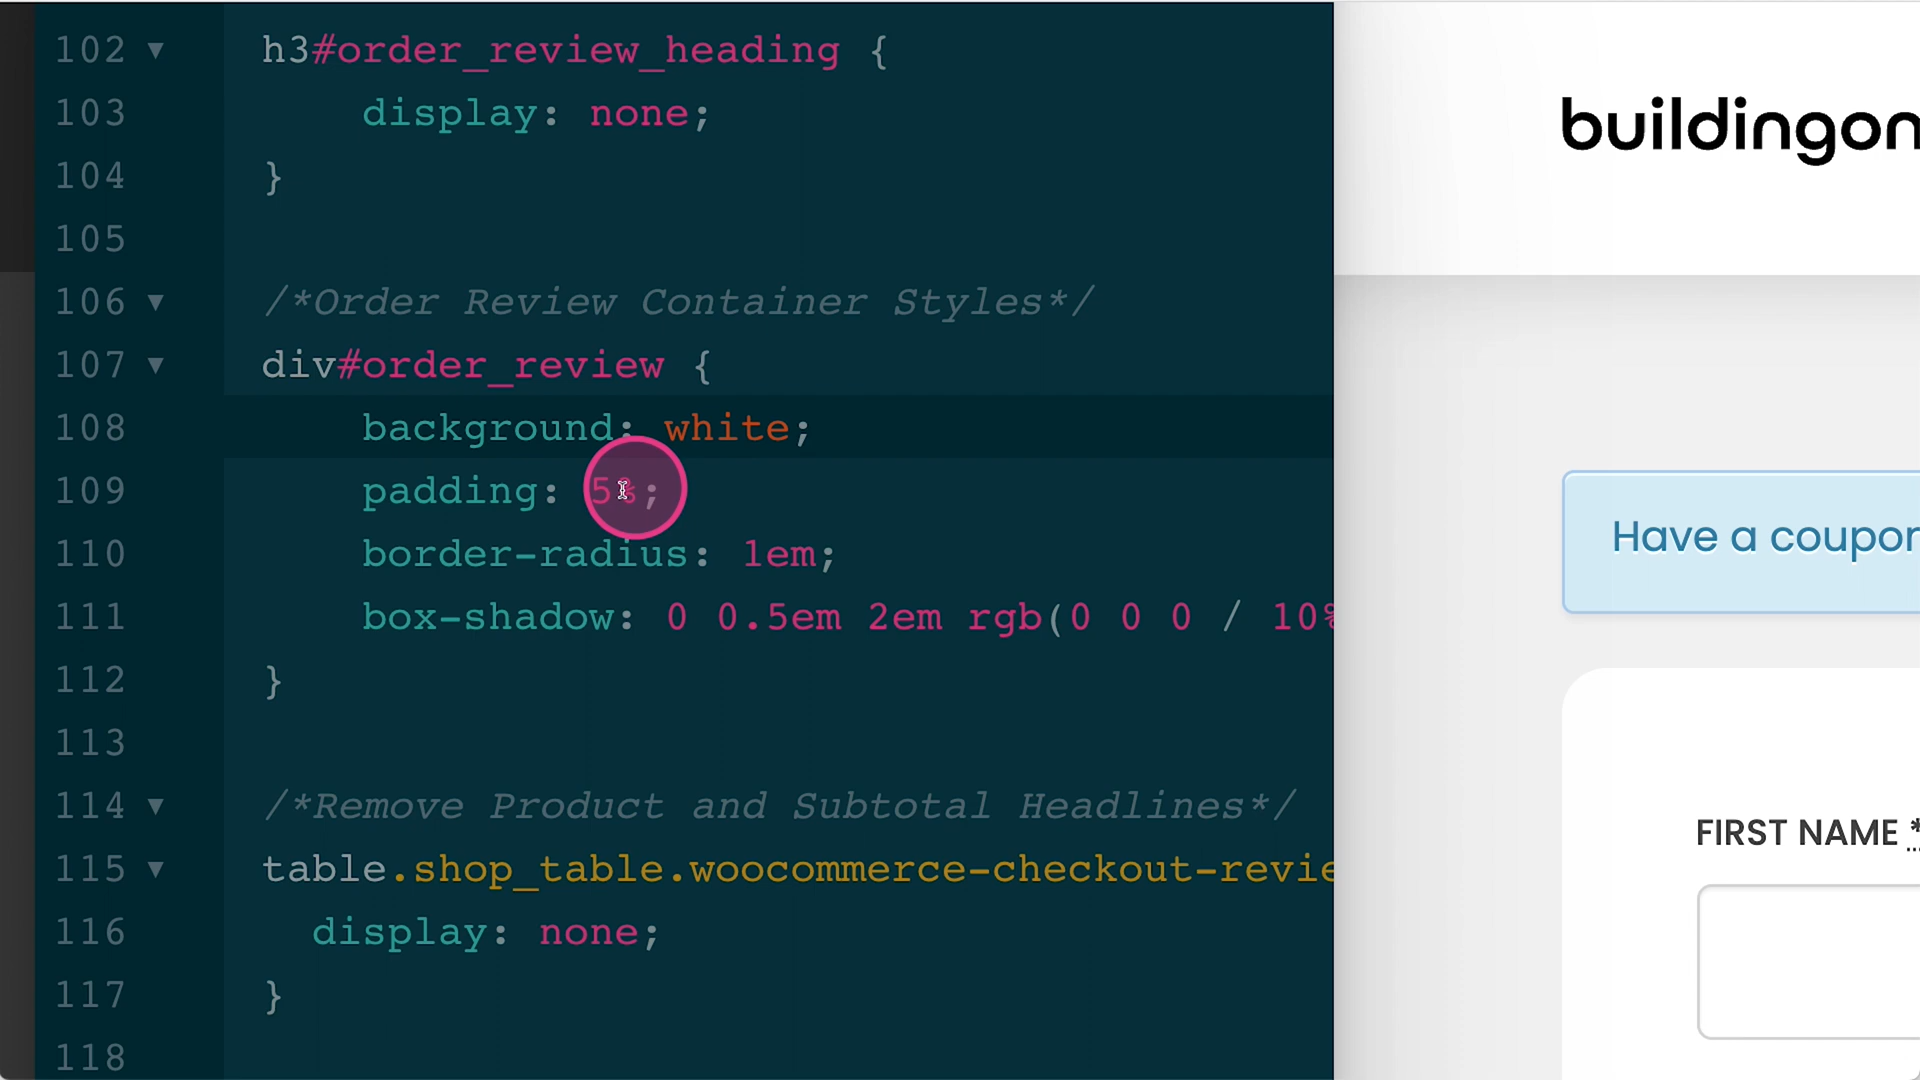 102 ▼ h3#order_review_heading {
103 display: none;
104 }
105
106 ▼ /*Order Review Container Styles*/
107 ▼ div#order_review {
108 background: white;
109 padding: 5%;
110 border-radius: 1em;
111 box-shadow: 0 0.5em 2em rgb(0 0 0 / 10%
112 }
113
114 ▼ /*Remove Product and Subtotal Headlines*/
115 ▼ table.shop_table.woocommerce-checkout-revie
116 display: none;
117 }
118
buildingon
Have a coupon
FIRST NAME *